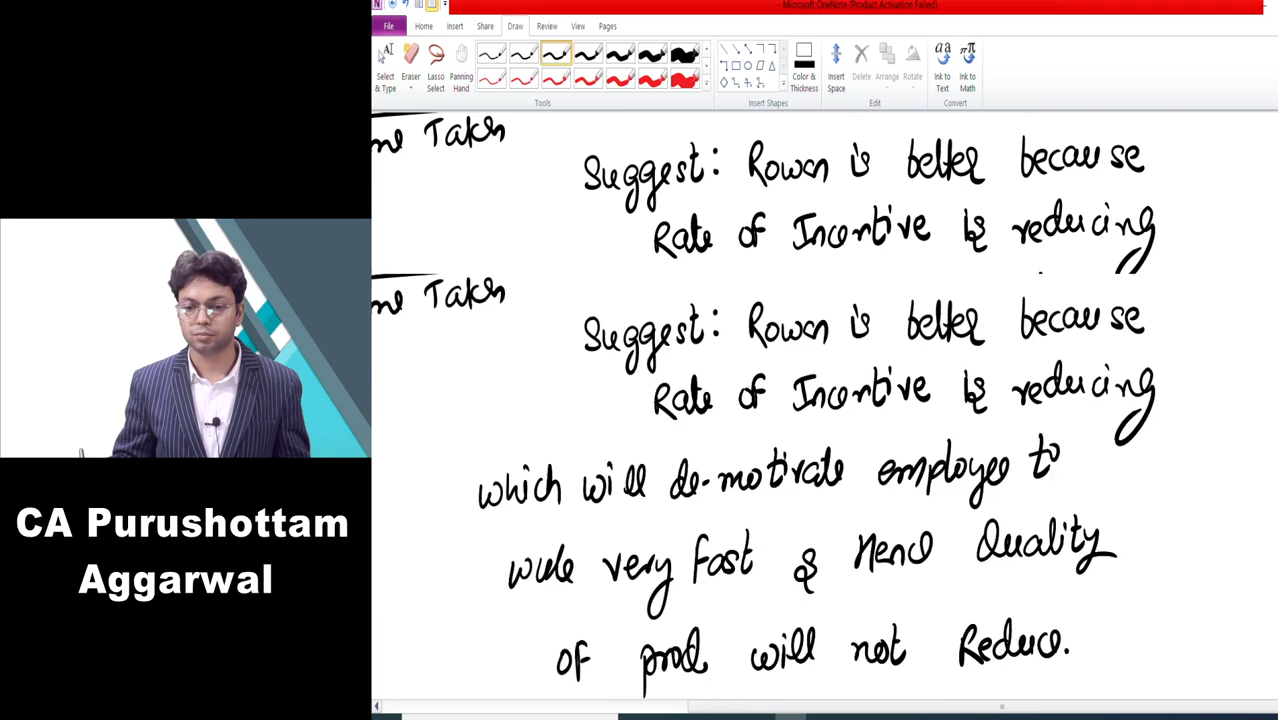 - Microsoft OneNote (Product Activation Failed)
File Home Insert Share Draw Review View Pages
Select & Type Eraser Lasso Select Panning Hand Color & Thickness Insert Space Delete Arrange Rotate Ink to Text Ink to Math
Tools Insert Shapes Edit Convert
me Taken
Suggest: Rowan is better because
Rate of Incentive is reducing
me Taken
Suggest: Rowan is better because
Rate of Incentive is reducing
which will de-motivate employee to
very fast & Hence Quality
of prod will not Reduce.
CA Purushottam
Aggarwal